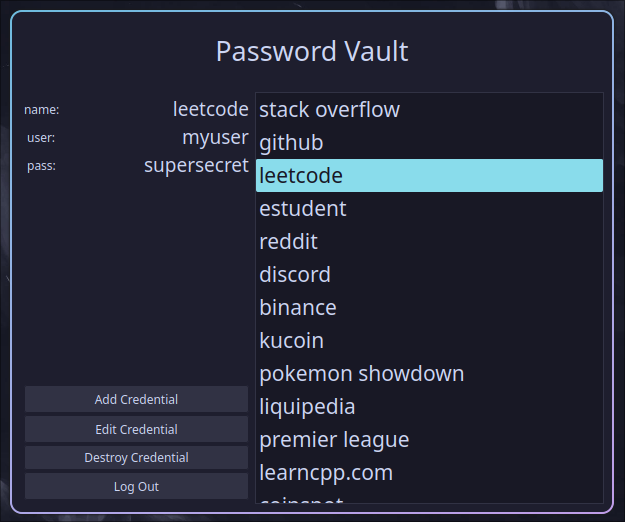 Password Vault
name: leetcode
user: myuser
pass: supersecret
Add Credential
Edit Credential
Destroy Credential
Log Out
stack overflow
github
leetcode
estudent
reddit
discord
binance
kucoin
pokemon showdown
liquipedia
premier league
learncpp.com